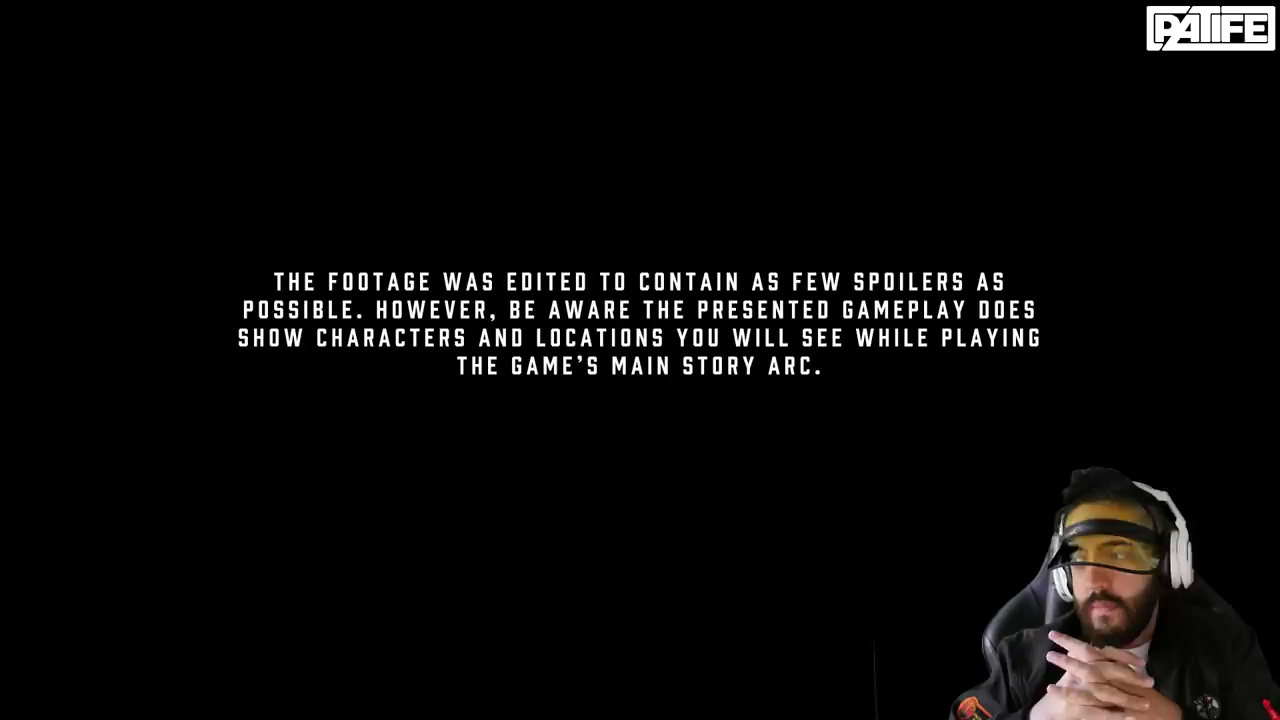 PATIFE
THE FOOTAGE WAS EDITED TO CONTAIN AS FEW SPOILERS AS
POSSIBLE. HOWEVER, BE AWARE THE PRESENTED GAMEPLAY DOES
SHOW CHARACTERS AND LOCATIONS YOU WILL SEE WHILE PLAYING
THE GAME’S MAIN STORY ARC.